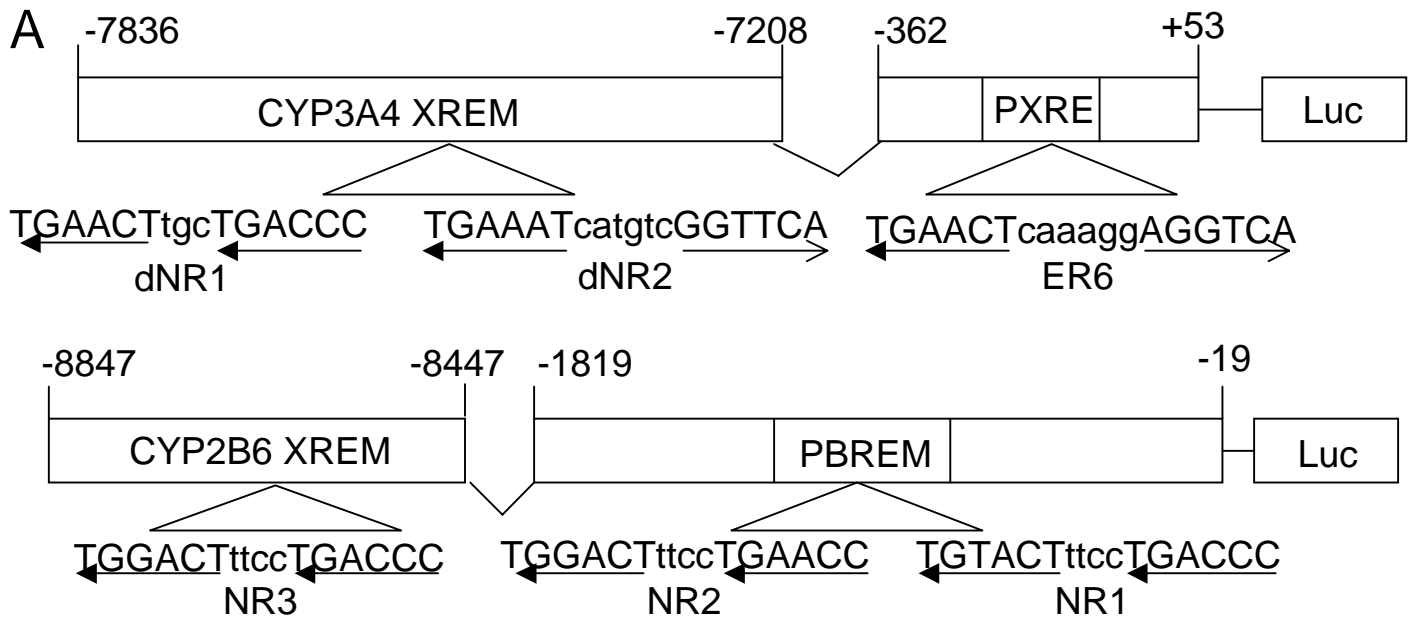 A
-7836 -7208 -362 +53
CYP3A4 XREM PXRE Luc
TGAACTtgcTGACCC TGAAATcatgtcGGTTCA TGAACTcaaaggAGGTCA
dNR1 dNR2 ER6
-8847 -8447 -1819 -19
CYP2B6 XREM PBREM Luc
TGGACTttccTGACCC TGGACTttccTGAACC TGTACTttccTGACCC
NR3 NR2 NR1